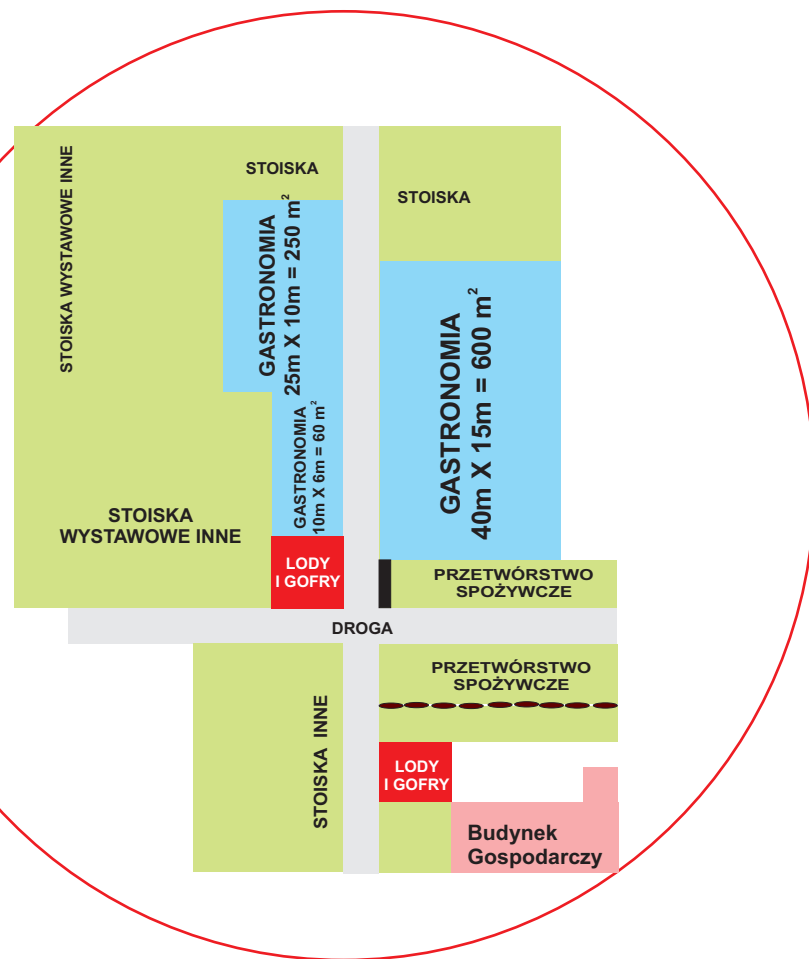 STOISKA WYSTAWOWE INNE
STOISKA
STOISKA
GASTRONOMIA
25m X 10m = 250 m²
GASTRONOMIA
40m X 15m = 600 m²
GASTRONOMIA
10m X 6m = 60 m²
STOISKA
WYSTAWOWE INNE
LODY
I GOFRY
PRZETWÓRSTWO
SPOŻYWCZE
DROGA
PRZETWÓRSTWO
SPOŻYWCZE
STOISKA INNE
LODY
I GOFRY
Budynek
Gospodarczy